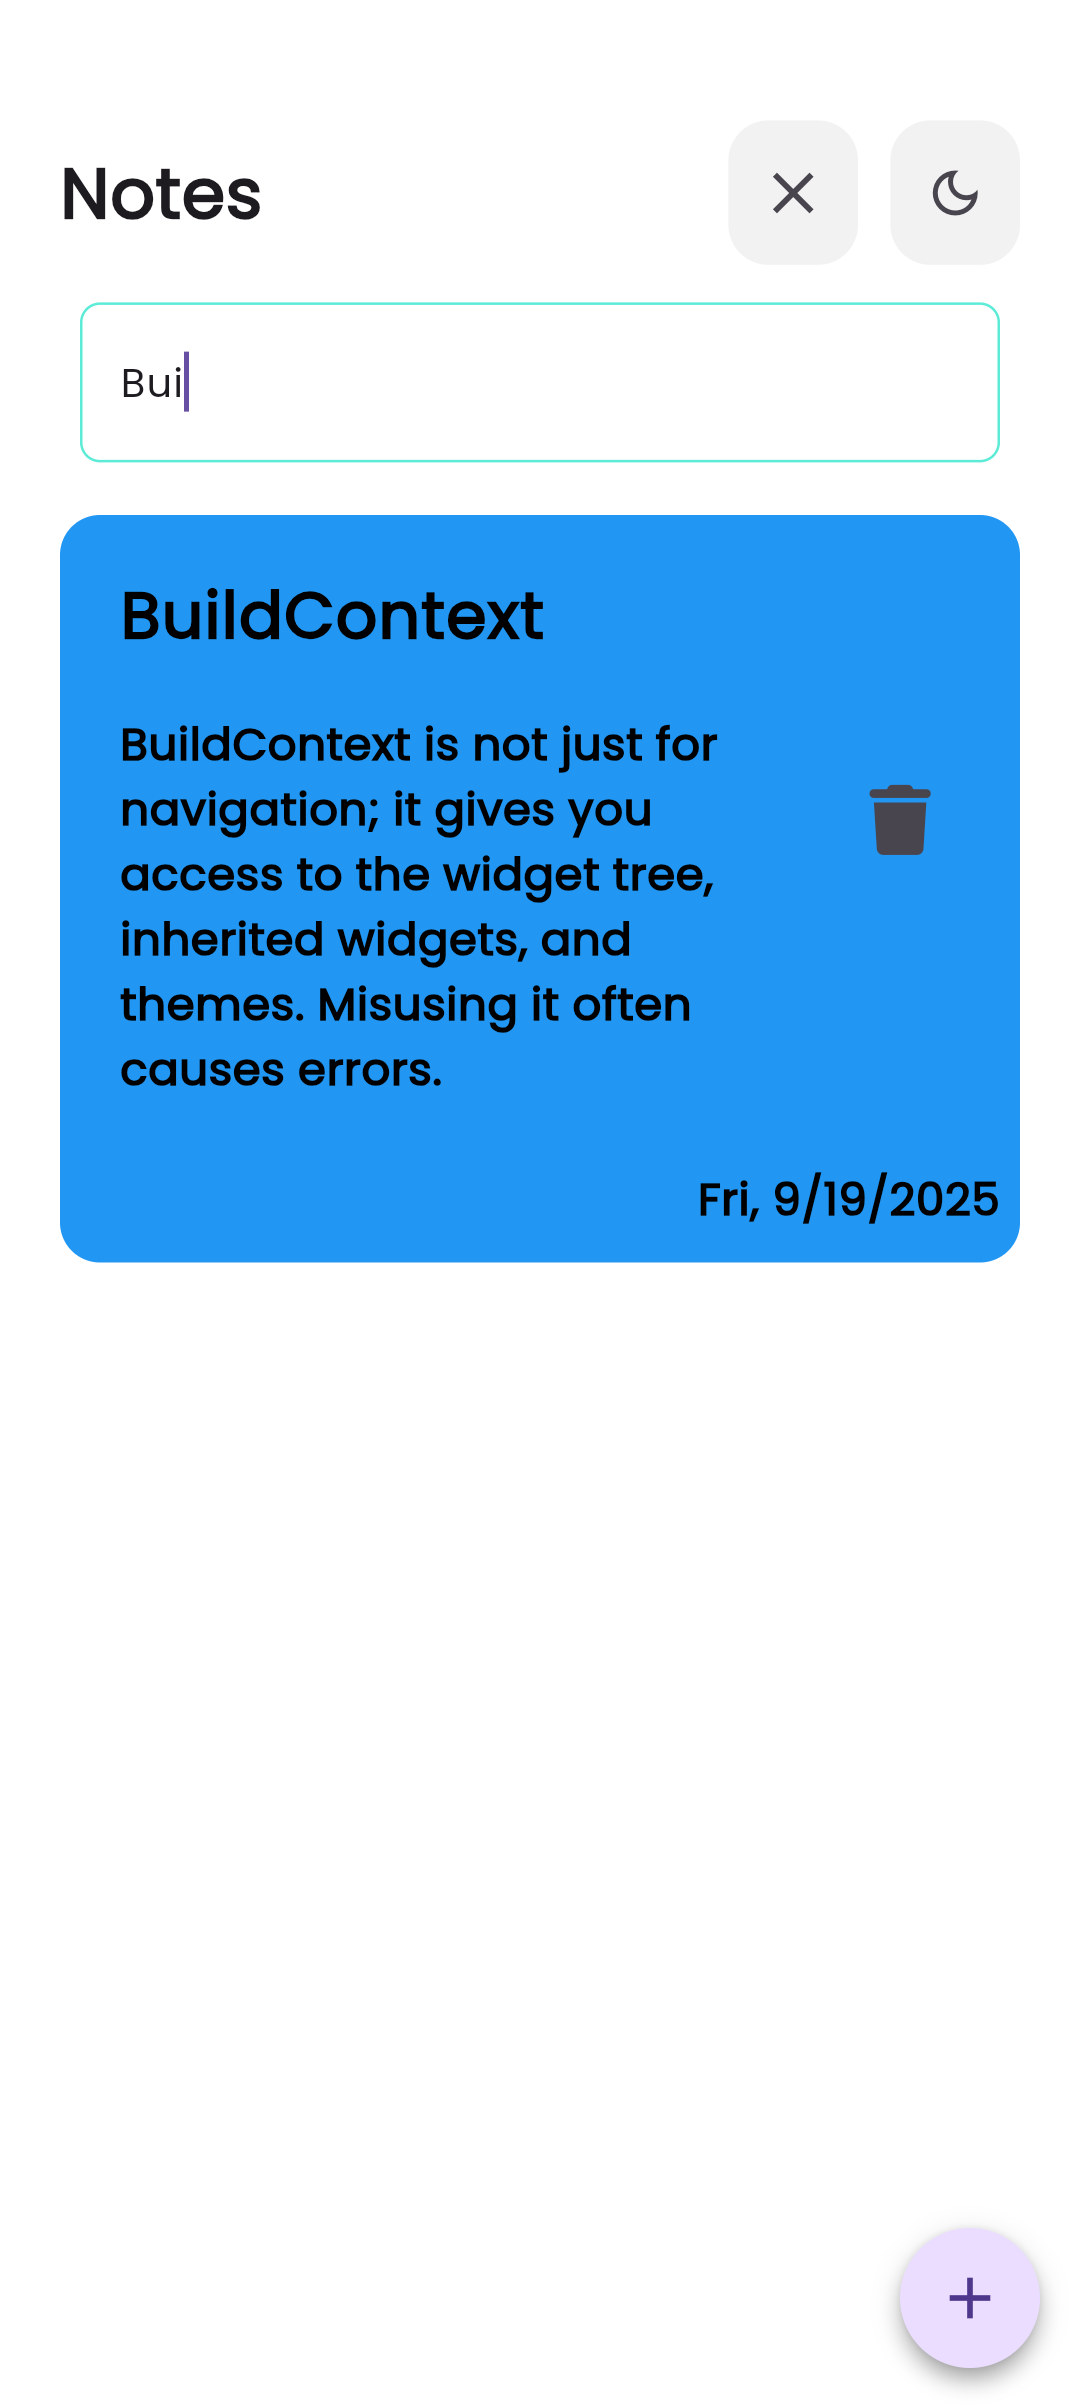 Notes
Bui
BuildContext
BuildContext is not just for
navigation; it gives you
access to the widget tree,
inherited widgets, and
themes. Misusing it often
causes errors.
Fri, 9/19/2025